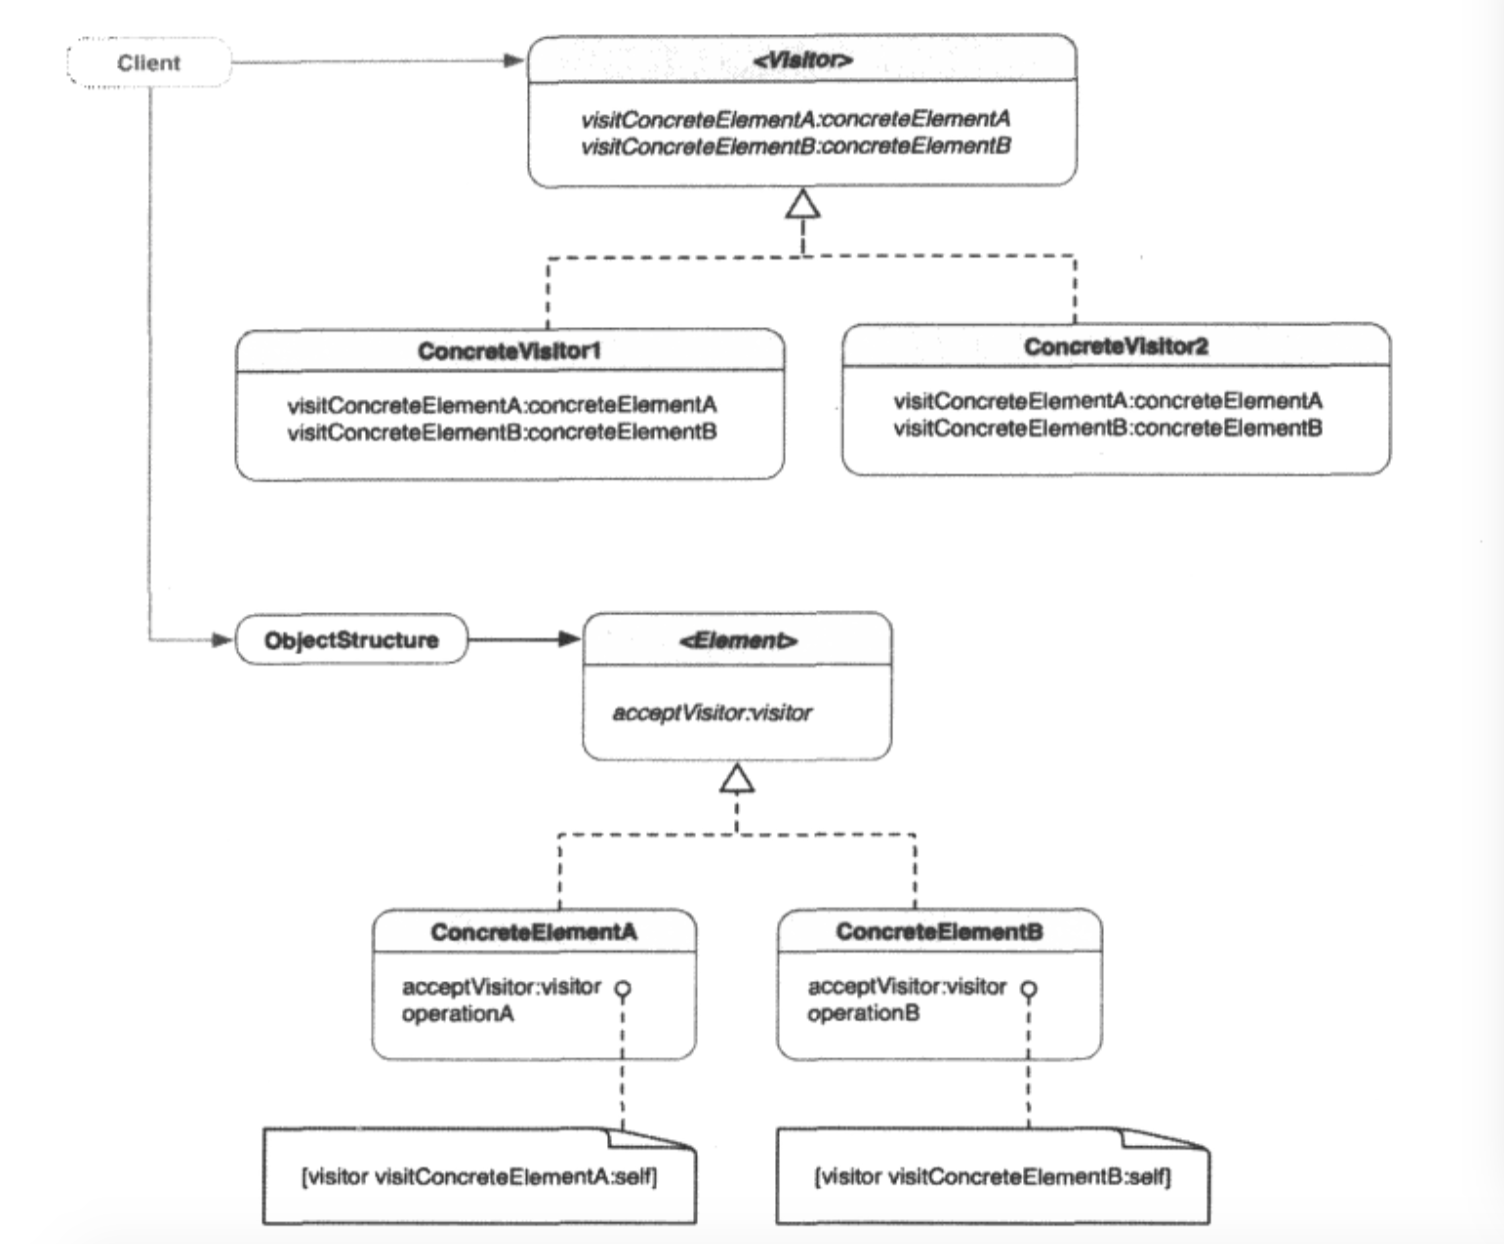 Client
<Visitor>
visitConcreteElementA:concreteElementA
visitConcreteElementB:concreteElementB
ConcreteVisitor1
visitConcreteElementA:concreteElementA
visitConcreteElementB:concreteElementB
ConcreteVisitor2
visitConcreteElementA:concreteElementA
visitConcreteElementB:concreteElementB
ObjectStructure
<Element>
acceptVisitor:visitor
ConcreteElementA
acceptVisitor:visitor
operationA
ConcreteElementB
acceptVisitor:visitor
operationB
[visitor visitConcreteElementA:self]
[visitor visitConcreteElementB:self]